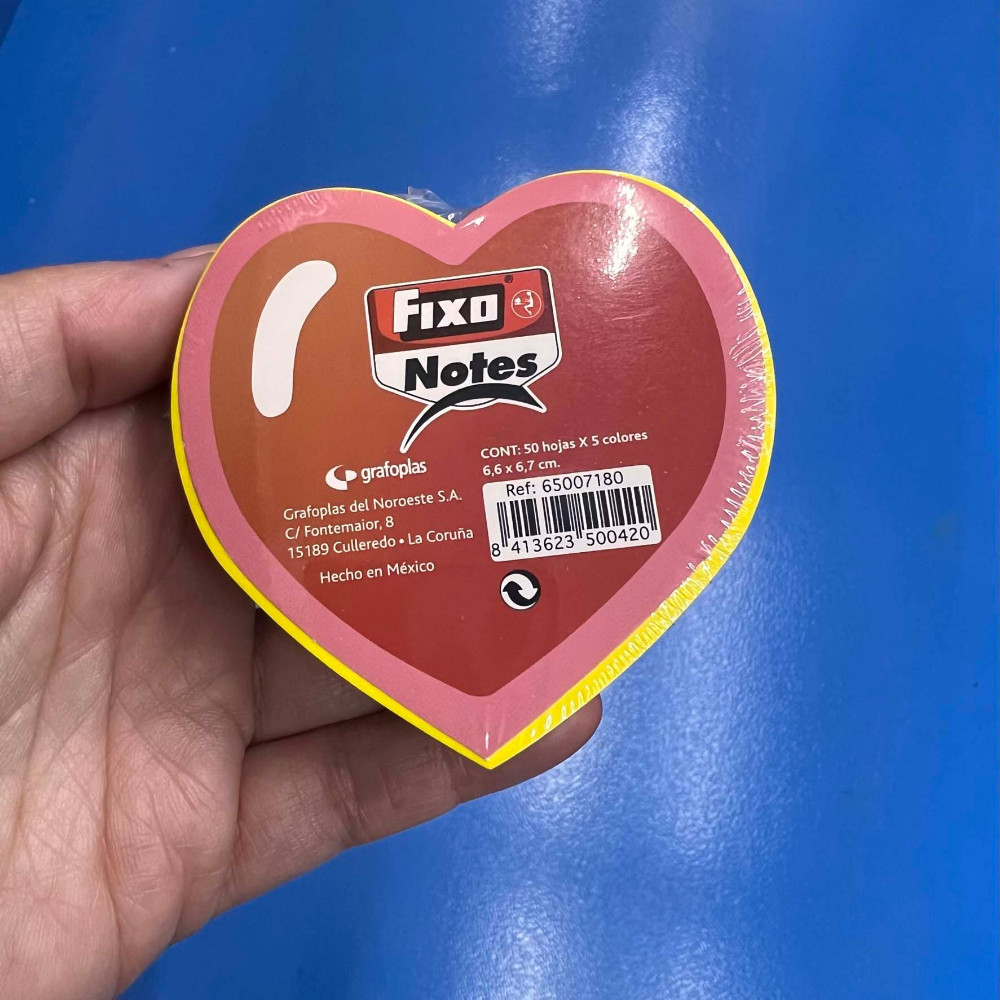 FIXO
Notes
CONT: 50 hojas X 5 colores
6,6 x 6,7 cm.
grafoplas
Grafoplas del Noroeste S.A.
C/ Fontemaior, 8
15189 Culleredo • La Coruña
Hecho en México
Ref: 65007180
8 413623 500420